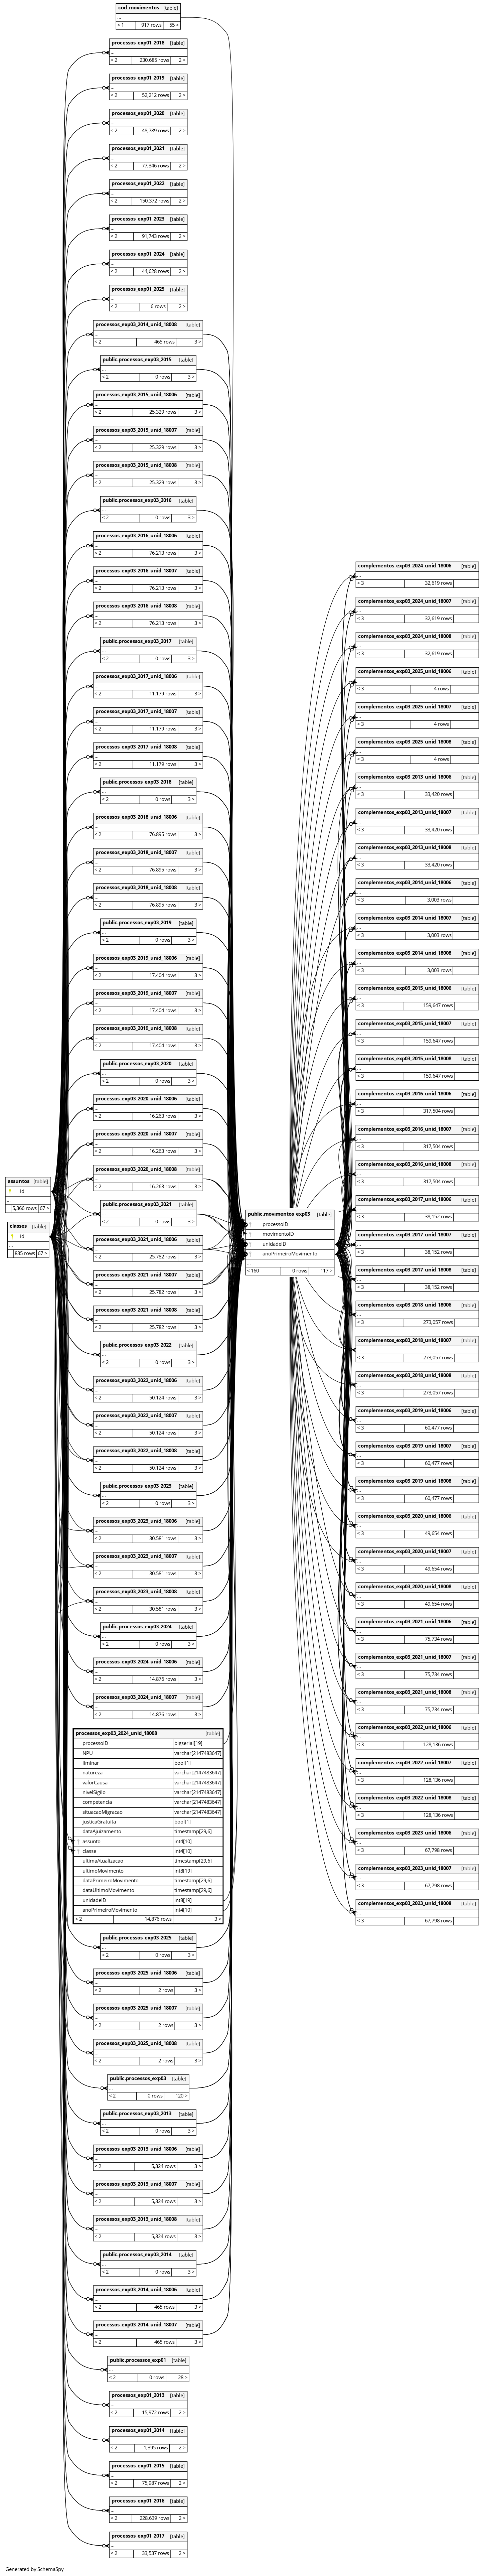 cod_movimentos [table]
...
< 1 917 rows 55 >
processos_exp01_2018 [table]
...
< 2 230,685 rows 2 >
processos_exp01_2019 [table]
...
< 2 52,212 rows 2 >
processos_exp01_2020 [table]
...
< 2 48,789 rows 2 >
processos_exp01_2021 [table]
...
< 2 77,346 rows 2 >
processos_exp01_2022 [table]
...
< 2 150,372 rows 2 >
processos_exp01_2023 [table]
...
< 2 91,743 rows 2 >
processos_exp01_2024 [table]
...
< 2 44,628 rows 2 >
processos_exp01_2025 [table]
...
< 2 6 rows 2 >
processos_exp03_2014_unid_18008 [table]
...
< 2 465 rows 3 >
public.processos_exp03_2015 [table]
...
< 2 0 rows 3 >
processos_exp03_2015_unid_18006 [table]
...
< 2 25,329 rows 3 >
processos_exp03_2015_unid_18007 [table]
...
< 2 25,329 rows 3 >
processos_exp03_2015_unid_18008 [table]
...
< 2 25,329 rows 3 >
public.processos_exp03_2016 [table]
...
< 2 0 rows 3 >
processos_exp03_2016_unid_18006 [table]
...
< 2 76,213 rows 3 >
processos_exp03_2016_unid_18007 [table]
...
< 2 76,213 rows 3 >
processos_exp03_2016_unid_18008 [table]
...
< 2 76,213 rows 3 >
public.processos_exp03_2017 [table]
...
< 2 0 rows 3 >
processos_exp03_2017_unid_18006 [table]
...
< 2 11,179 rows 3 >
processos_exp03_2017_unid_18007 [table]
...
< 2 11,179 rows 3 >
processos_exp03_2017_unid_18008 [table]
...
< 2 11,179 rows 3 >
public.processos_exp03_2018 [table]
...
< 2 0 rows 3 >
processos_exp03_2018_unid_18006 [table]
...
< 2 76,895 rows 3 >
processos_exp03_2018_unid_18007 [table]
...
< 2 76,895 rows 3 >
processos_exp03_2018_unid_18008 [table]
...
< 2 76,895 rows 3 >
public.processos_exp03_2019 [table]
...
< 2 0 rows 3 >
processos_exp03_2019_unid_18006 [table]
...
< 2 17,404 rows 3 >
processos_exp03_2019_unid_18007 [table]
...
< 2 17,404 rows 3 >
processos_exp03_2019_unid_18008 [table]
...
< 2 17,404 rows 3 >
public.processos_exp03_2020 [table]
...
< 2 0 rows 3 >
processos_exp03_2020_unid_18006 [table]
...
< 2 16,263 rows 3 >
processos_exp03_2020_unid_18007 [table]
...
< 2 16,263 rows 3 >
processos_exp03_2020_unid_18008 [table]
...
< 2 16,263 rows 3 >
public.processos_exp03_2021 [table]
...
< 2 0 rows 3 >
processos_exp03_2021_unid_18006 [table]
...
< 2 25,782 rows 3 >
processos_exp03_2021_unid_18007 [table]
...
< 2 25,782 rows 3 >
processos_exp03_2021_unid_18008 [table]
...
< 2 25,782 rows 3 >
public.processos_exp03_2022 [table]
...
< 2 0 rows 3 >
processos_exp03_2022_unid_18006 [table]
...
< 2 50,124 rows 3 >
processos_exp03_2022_unid_18007 [table]
...
< 2 50,124 rows 3 >
processos_exp03_2022_unid_18008 [table]
...
< 2 50,124 rows 3 >
public.processos_exp03_2023 [table]
...
< 2 0 rows 3 >
processos_exp03_2023_unid_18006 [table]
...
< 2 30,581 rows 3 >
processos_exp03_2023_unid_18007 [table]
...
< 2 30,581 rows 3 >
processos_exp03_2023_unid_18008 [table]
...
< 2 30,581 rows 3 >
public.processos_exp03_2024 [table]
...
< 2 0 rows 3 >
processos_exp03_2024_unid_18006 [table]
...
< 2 14,876 rows 3 >
processos_exp03_2024_unid_18007 [table]
...
< 2 14,876 rows 3 >
processos_exp03_2024_unid_18008 [table]
processoID bigserial[19]
NPU varchar[2147483647]
liminar bool[1]
natureza varchar[2147483647]
valorCausa varchar[2147483647]
nivelSigilo varchar[2147483647]
competencia varchar[2147483647]
situacaoMigracao varchar[2147483647]
justicaGratuita bool[1]
dataAjuizamento timestamp[29,6]
assunto int4[10]
classe int4[10]
ultimaAtualizacao timestamp[29,6]
ultimoMovimento int8[19]
dataPrimeiroMovimento timestamp[29,6]
dataUltimoMovimento timestamp[29,6]
unidadeID int8[19]
anoPrimeiroMovimento int4[10]
< 2 14,876 rows 3 >
public.processos_exp03_2025 [table]
...
< 2 0 rows 3 >
processos_exp03_2025_unid_18006 [table]
...
< 2 2 rows 3 >
processos_exp03_2025_unid_18007 [table]
...
< 2 2 rows 3 >
processos_exp03_2025_unid_18008 [table]
...
< 2 2 rows 3 >
public.processos_exp03 [table]
...
< 2 0 rows 120 >
public.processos_exp03_2013 [table]
...
< 2 0 rows 3 >
processos_exp03_2013_unid_18006 [table]
...
< 2 5,324 rows 3 >
processos_exp03_2013_unid_18007 [table]
...
< 2 5,324 rows 3 >
processos_exp03_2013_unid_18008 [table]
...
< 2 5,324 rows 3 >
public.processos_exp03_2014 [table]
...
< 2 0 rows 3 >
processos_exp03_2014_unid_18006 [table]
...
< 2 465 rows 3 >
processos_exp03_2014_unid_18007 [table]
...
< 2 465 rows 3 >
public.processos_exp01 [table]
...
< 2 0 rows 28 >
processos_exp01_2013 [table]
...
< 2 15,972 rows 2 >
processos_exp01_2014 [table]
...
< 2 1,395 rows 2 >
processos_exp01_2015 [table]
...
< 2 75,987 rows 2 >
processos_exp01_2016 [table]
...
< 2 228,639 rows 2 >
processos_exp01_2017 [table]
...
< 2 33,537 rows 2 >
assuntos [table]
id
...
5,366 rows 67 >
classes [table]
id
...
835 rows 67 >
public.movimentos_exp03 [table]
processoID
movimentoID
unidadeID
anoPrimeiroMovimento
...
< 160 0 rows 117 >
complementos_exp03_2024_unid_18006 [table]
...
< 3 32,619 rows
complementos_exp03_2024_unid_18007 [table]
...
< 3 32,619 rows
complementos_exp03_2024_unid_18008 [table]
...
< 3 32,619 rows
complementos_exp03_2025_unid_18006 [table]
...
< 3 4 rows
complementos_exp03_2025_unid_18007 [table]
...
< 3 4 rows
complementos_exp03_2025_unid_18008 [table]
...
< 3 4 rows
complementos_exp03_2013_unid_18006 [table]
...
< 3 33,420 rows
complementos_exp03_2013_unid_18007 [table]
...
< 3 33,420 rows
complementos_exp03_2013_unid_18008 [table]
...
< 3 33,420 rows
complementos_exp03_2014_unid_18006 [table]
...
< 3 3,003 rows
complementos_exp03_2014_unid_18007 [table]
...
< 3 3,003 rows
complementos_exp03_2014_unid_18008 [table]
...
< 3 3,003 rows
complementos_exp03_2015_unid_18006 [table]
...
< 3 159,647 rows
complementos_exp03_2015_unid_18007 [table]
...
< 3 159,647 rows
complementos_exp03_2015_unid_18008 [table]
...
< 3 159,647 rows
complementos_exp03_2016_unid_18006 [table]
...
< 3 317,504 rows
complementos_exp03_2016_unid_18007 [table]
...
< 3 317,504 rows
complementos_exp03_2016_unid_18008 [table]
...
< 3 317,504 rows
complementos_exp03_2017_unid_18006 [table]
...
< 3 38,152 rows
complementos_exp03_2017_unid_18007 [table]
...
< 3 38,152 rows
complementos_exp03_2017_unid_18008 [table]
...
< 3 38,152 rows
complementos_exp03_2018_unid_18006 [table]
...
< 3 273,057 rows
complementos_exp03_2018_unid_18007 [table]
...
< 3 273,057 rows
complementos_exp03_2018_unid_18008 [table]
...
< 3 273,057 rows
complementos_exp03_2019_unid_18006 [table]
...
< 3 60,477 rows
complementos_exp03_2019_unid_18007 [table]
...
< 3 60,477 rows
complementos_exp03_2019_unid_18008 [table]
...
< 3 60,477 rows
complementos_exp03_2020_unid_18006 [table]
...
< 3 49,654 rows
complementos_exp03_2020_unid_18007 [table]
...
< 3 49,654 rows
complementos_exp03_2020_unid_18008 [table]
...
< 3 49,654 rows
complementos_exp03_2021_unid_18006 [table]
...
< 3 75,734 rows
complementos_exp03_2021_unid_18007 [table]
...
< 3 75,734 rows
complementos_exp03_2021_unid_18008 [table]
...
< 3 75,734 rows
complementos_exp03_2022_unid_18006 [table]
...
< 3 128,136 rows
complementos_exp03_2022_unid_18007 [table]
...
< 3 128,136 rows
complementos_exp03_2022_unid_18008 [table]
...
< 3 128,136 rows
complementos_exp03_2023_unid_18006 [table]
...
< 3 67,798 rows
complementos_exp03_2023_unid_18007 [table]
...
< 3 67,798 rows
complementos_exp03_2023_unid_18008 [table]
...
< 3 67,798 rows
Generated by SchemaSpy